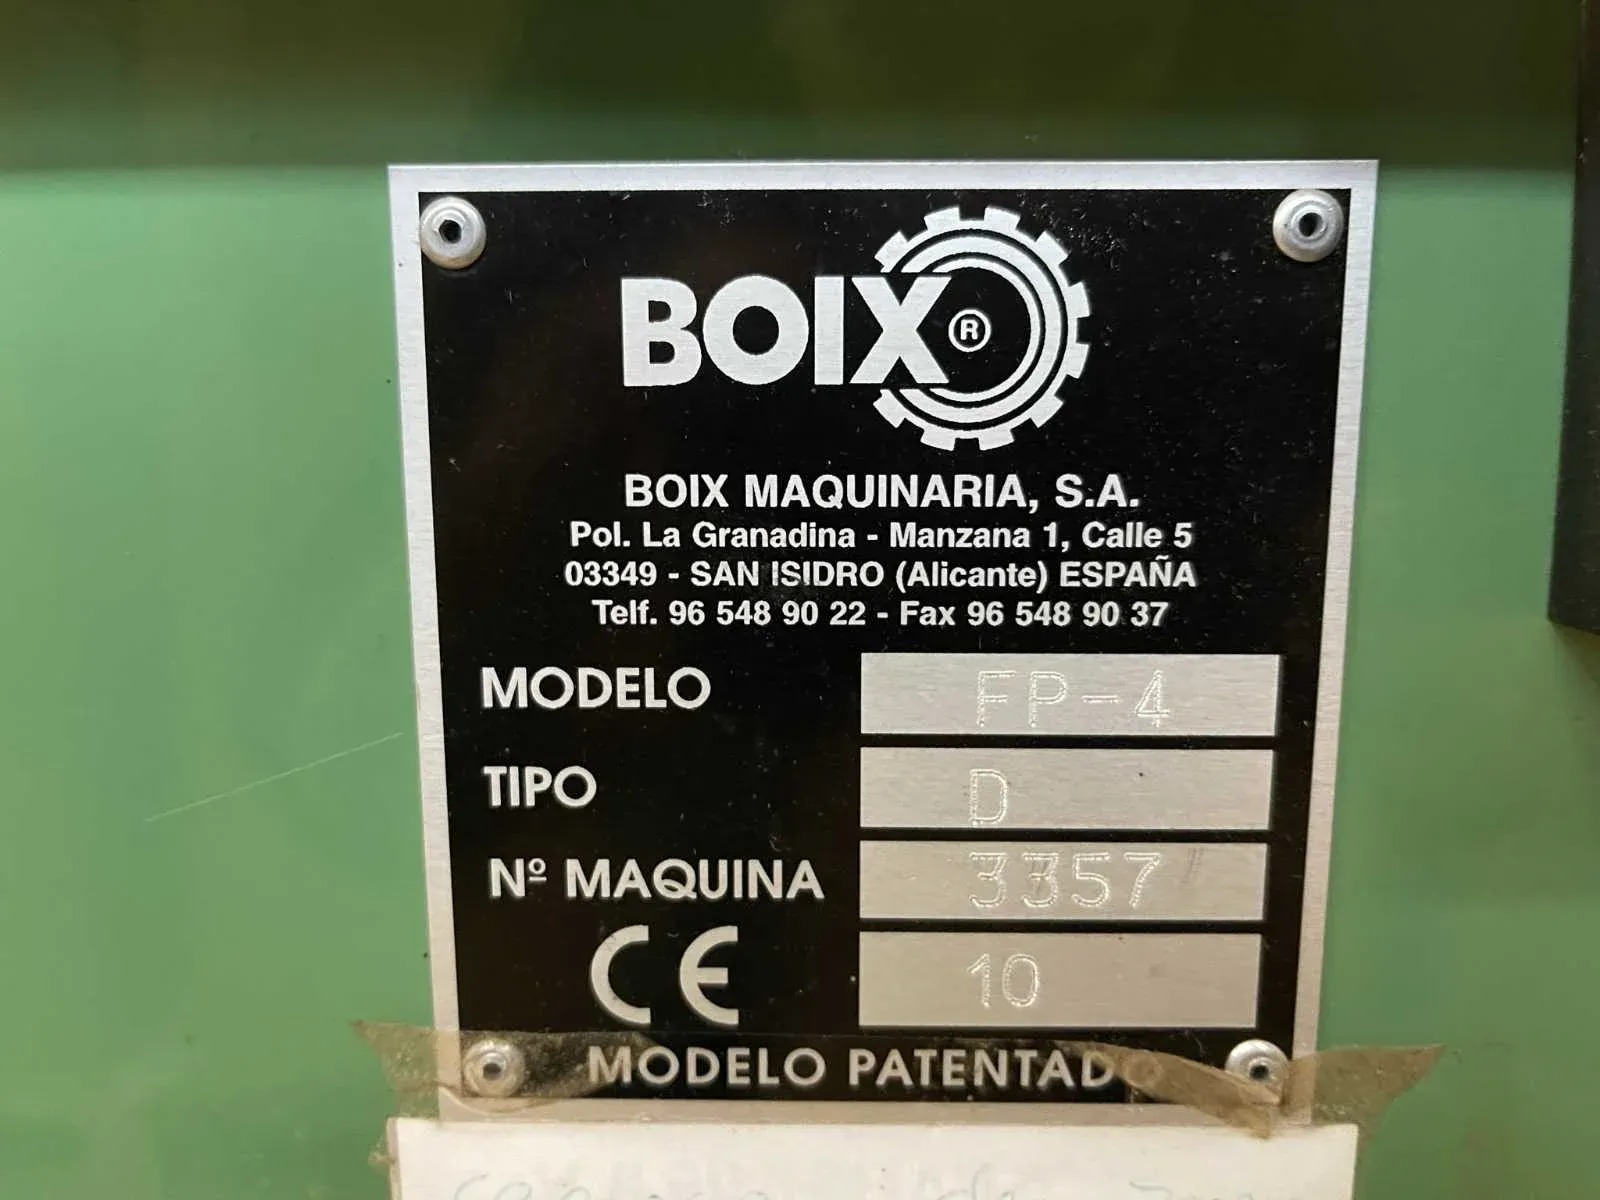 BOIX ®
BOIX MAQUINARIA, S.A.
Pol. La Granadina - Manzana 1, Calle 5
03349 - SAN ISIDRO (Alicante) ESPAÑA
Telf. 96 548 90 22 - Fax 96 548 90 37
MODELO FP-4
TIPO D
Nº MAQUINA 3357
CE 10
MODELO PATENTADO